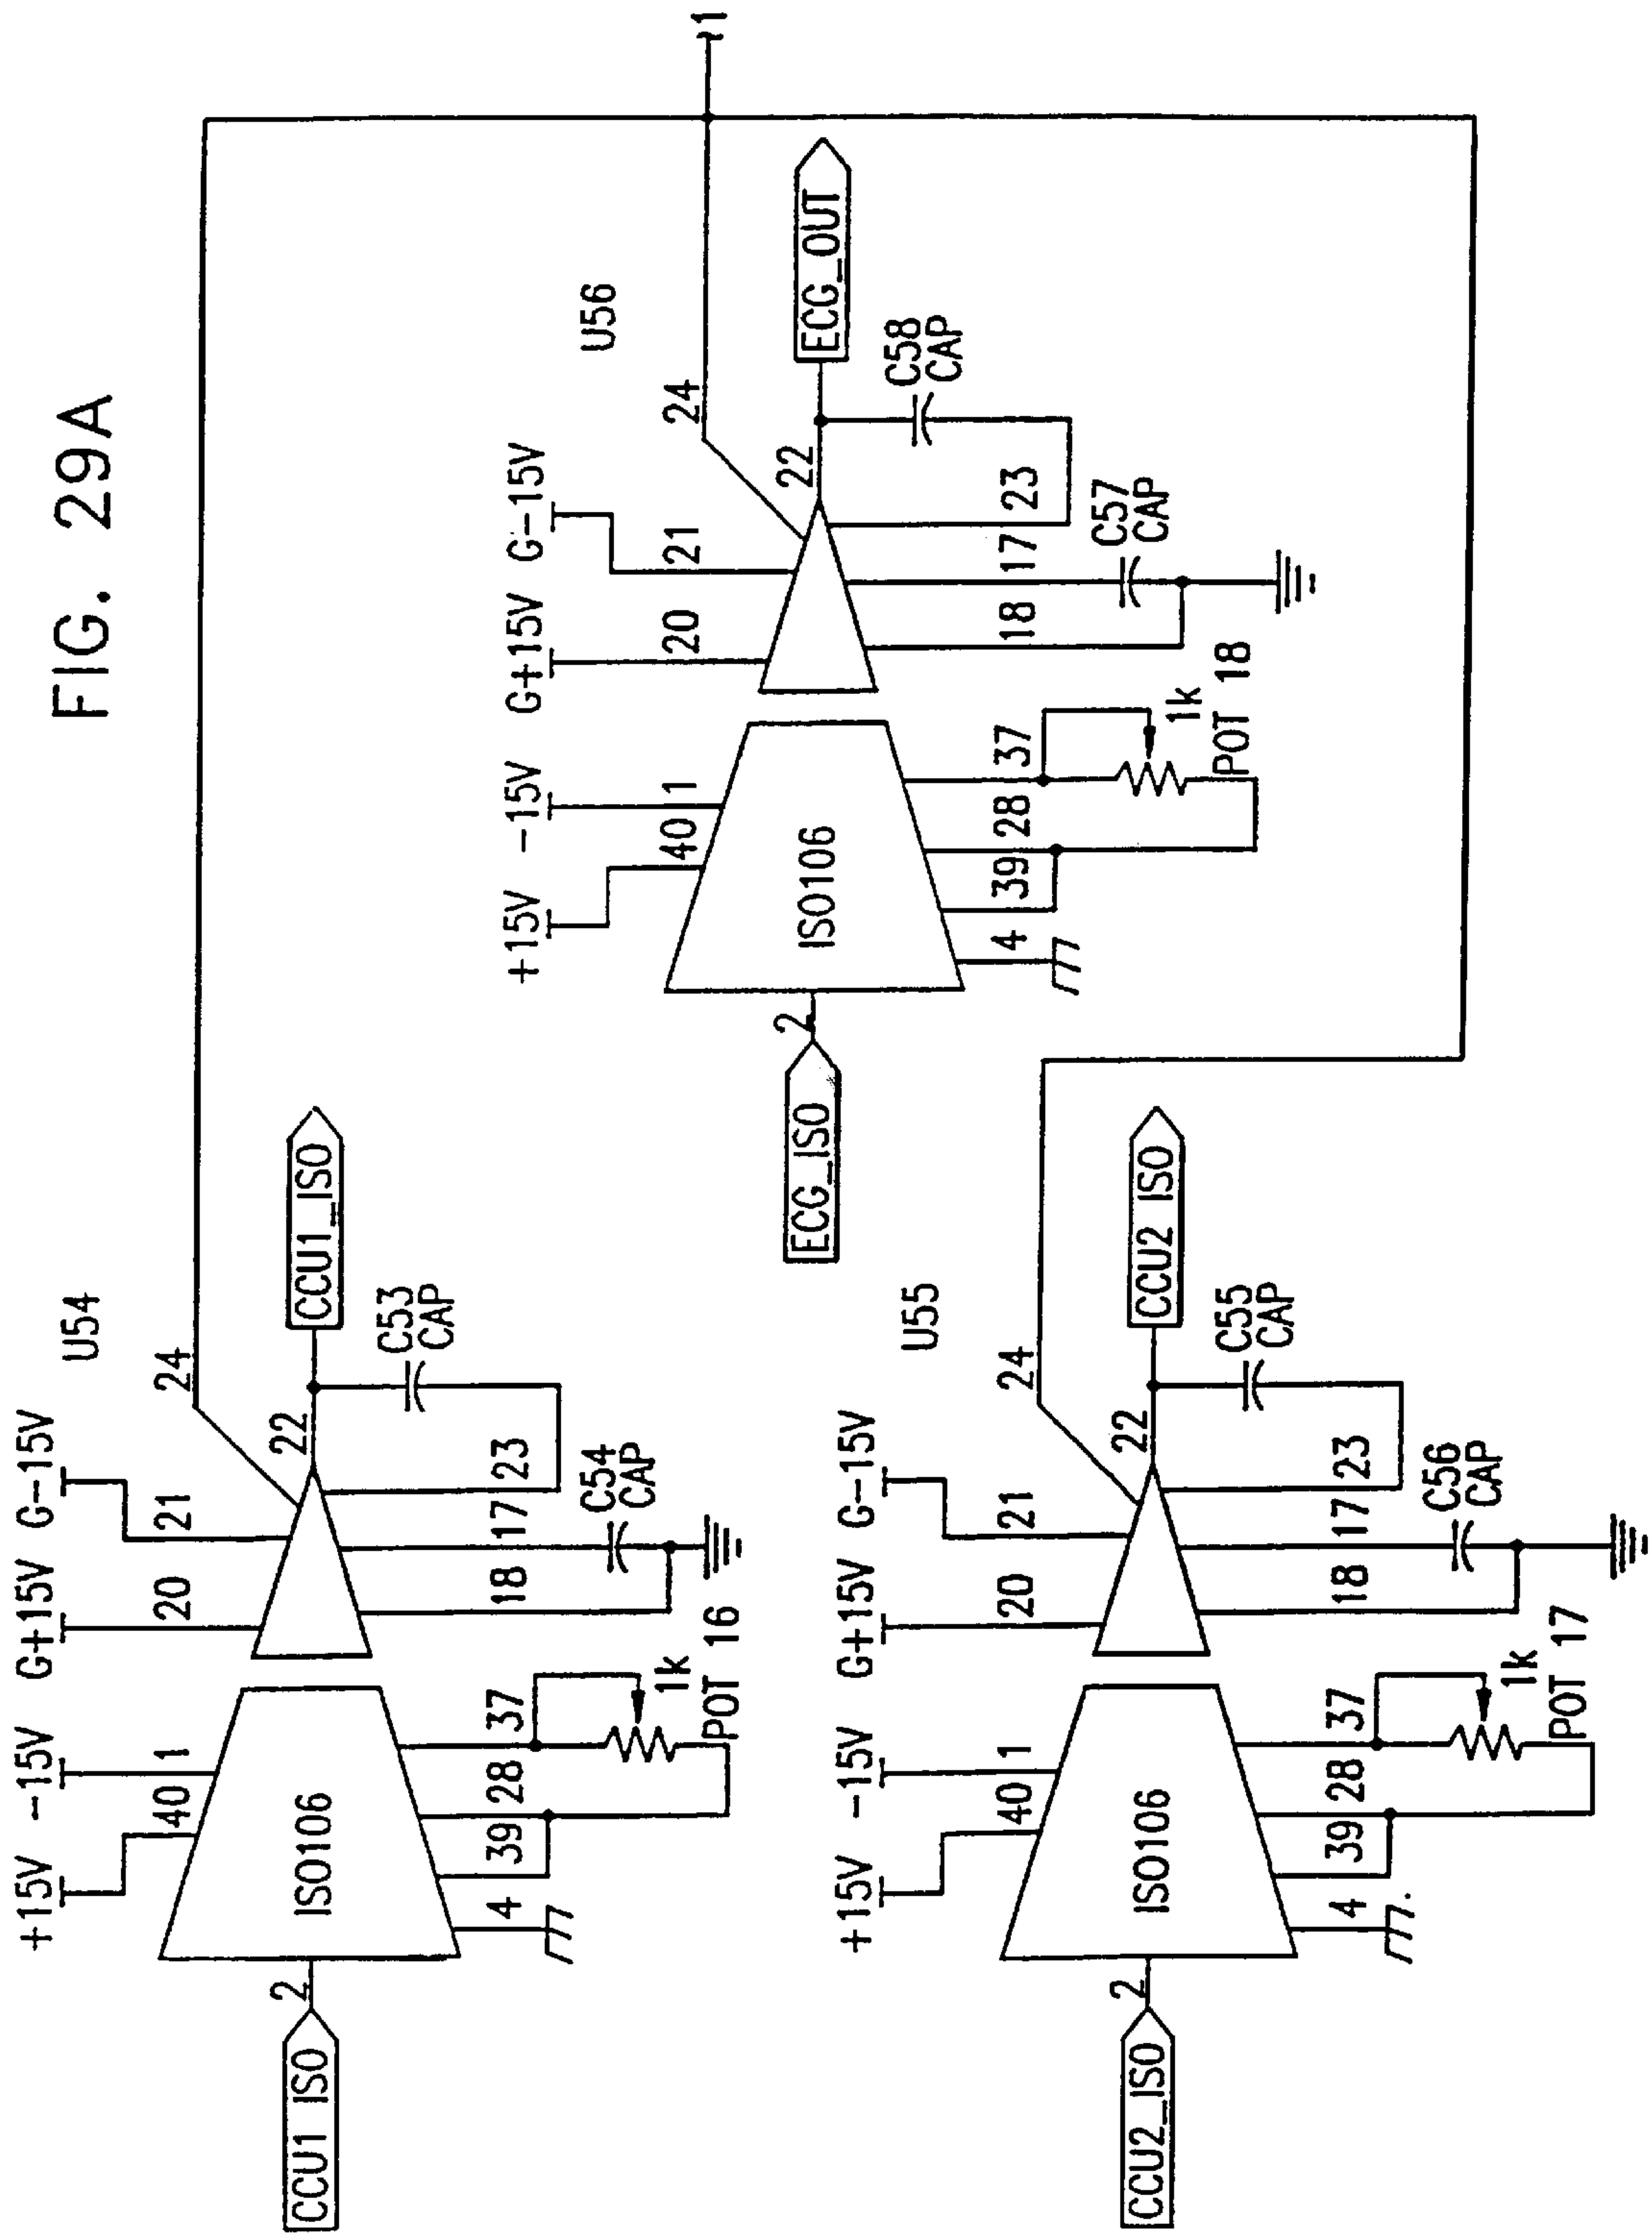 FIG. 29A
U54
+15V
-15V
G+15V
G-15V
40
1
20
21
24
CCU1 ISO
2
ISO106
22
CCU1_ISO
4
39
28
37
18
17
23
C53
CAP
C54
CAP
1k
POT 16
U55
+15V
-15V
G+15V
G-15V
40
1
20
21
24
CCU2_ISO
2
ISO106
22
CCU2 ISO
4
39
28
37
18
17
23
C55
CAP
C56
CAP
1k
POT 17
U56
+15V
-15V
G+15V
G-15V
40
1
20
21
24
ECG_ISO
2
ISO106
22
ECG_OUT
4
39
28
37
18
17
23
C58
CAP
C57
CAP
1k
POT 18
1